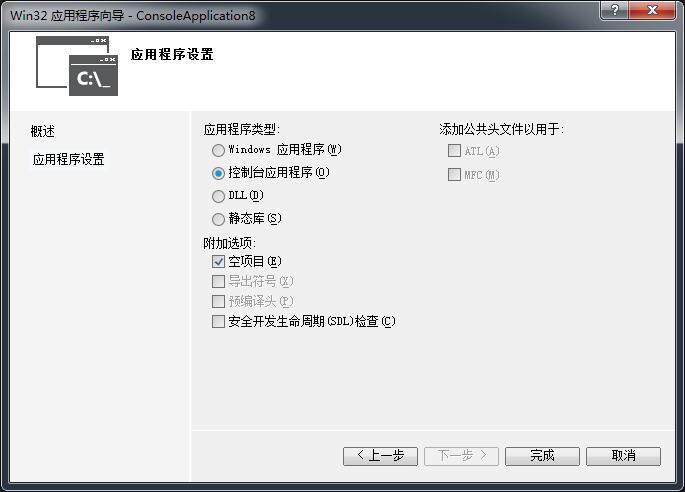 Win32 应用程序向导 - ConsoleApplication8
C:\_
应用程序设置
概述
应用程序设置
应用程序类型:
Windows 应用程序(W)
控制台应用程序(O)
DLL(D)
静态库(S)
附加选项:
空项目(E)
导出符号(X)
预编译头(P)
安全开发生命周期(SDL)检查(C)
添加公共头文件以用于:
ATL(A)
MFC(M)
< 上一步
下一步 >
完成
取消